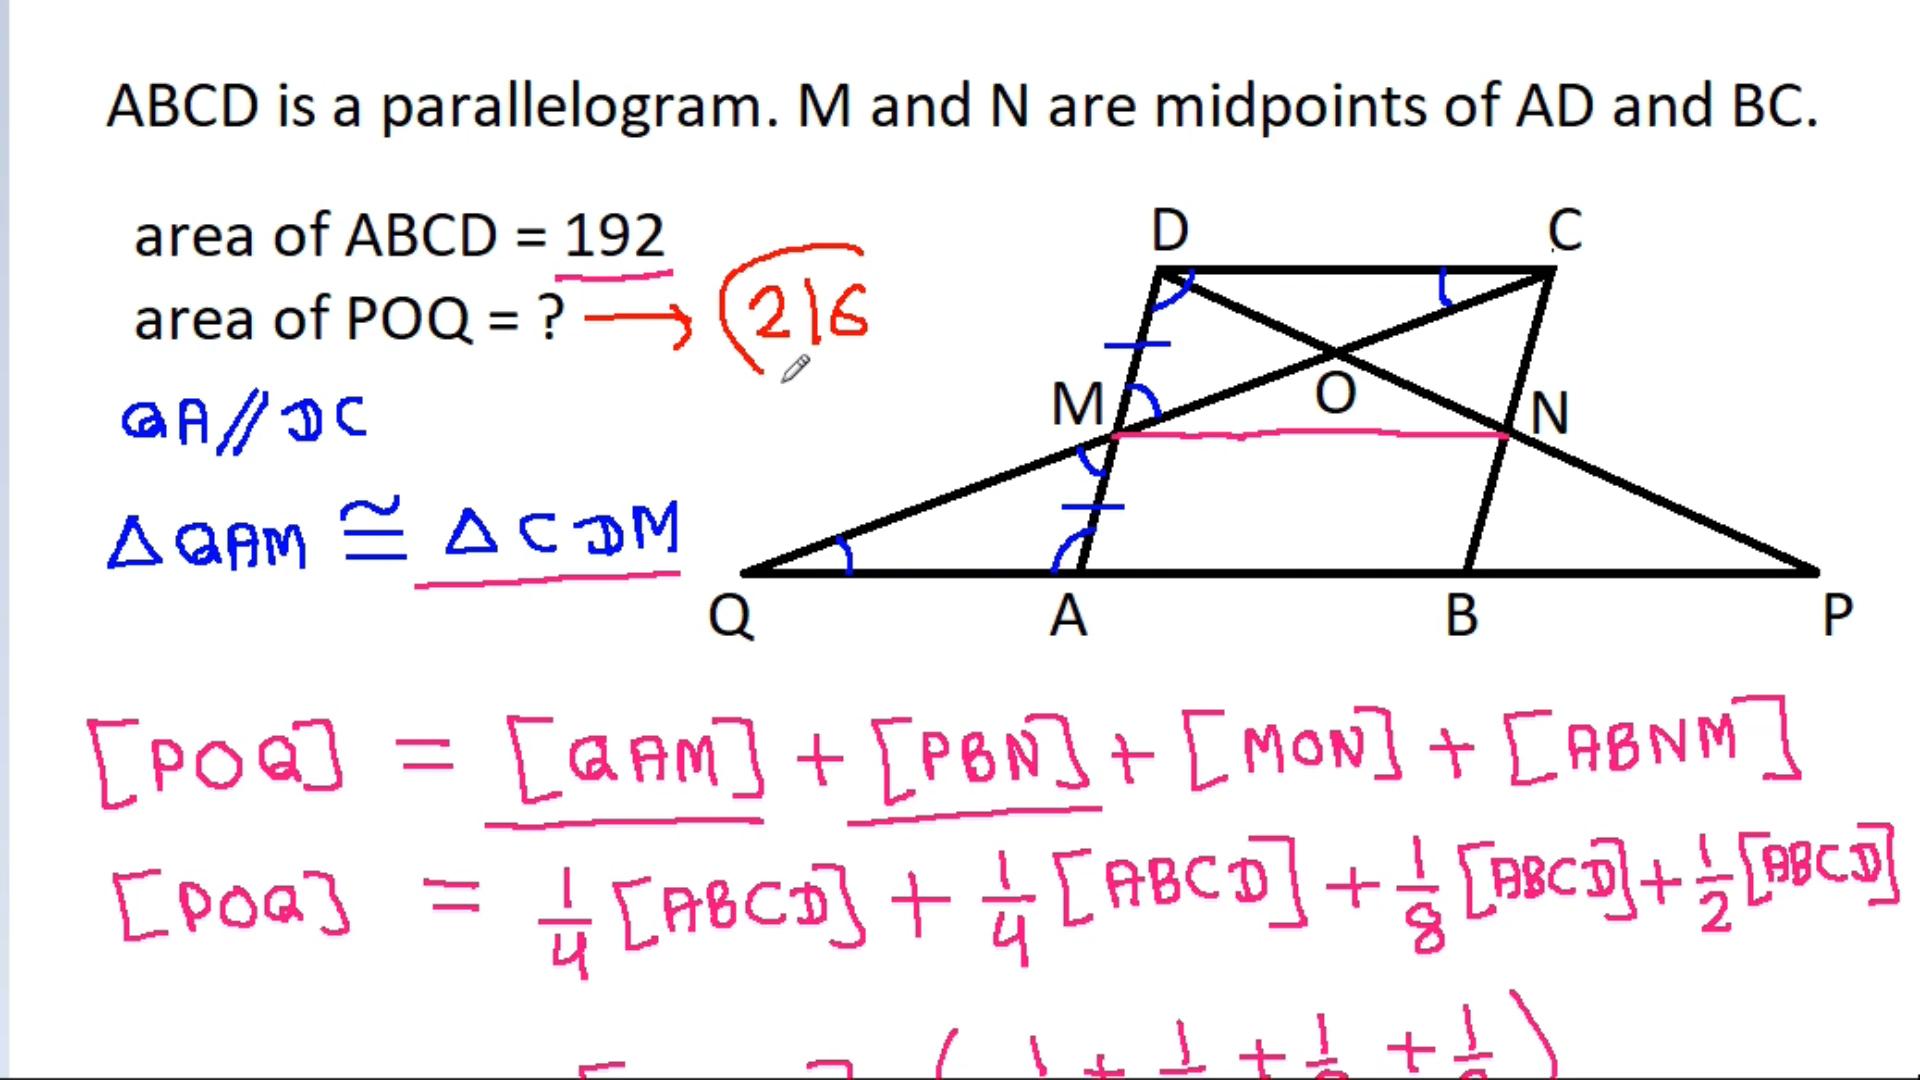 ABCD is a parallelogram. M and N are midpoints of AD and BC.
area of ABCD = 192
area of POQ = ? → 216
QA // DC
Δ QAM ≅ Δ CDM
D C
M O N
Q A B P
[POQ] = [QAM] + [PBN] + [MON] + [ABNM]
[POQ] = 1/4 [ABCD] + 1/4 [ABCD] + 1/8 [ABCD] + 1/2 [ABCD]